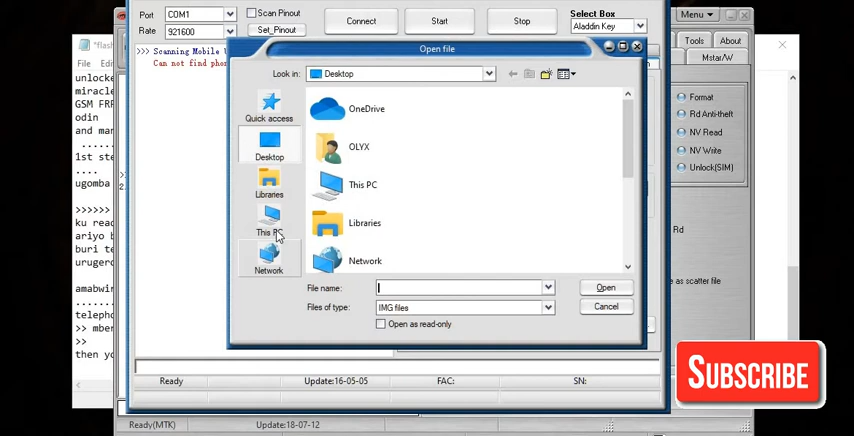 Port COM1 Scan Pinout
Rate 921600 Set_Pinout
Connect Start Stop
Select Box
Aladdin Key
Menu
Tools About
Mstar/W
*flash
File Ed
unlocke
miracle
GSM FRP
odin
and man
1st ste
....
ugomba
>>>>>>
ku read
ariyo b
buri te
urugero
amabwir
telepho
>> mber
>>
then yo
>>> Scanning Mobile
Can not find phon
Open file
Look in: Desktop
Quick access
Desktop
Libraries
This PC
Network
OneDrive
OLYX
This PC
Libraries
Network
File name:
Open
Files of type: IMG files
Cancel
Open as read-only
Format
Rd Anti-theft
NV Read
NV Write
Unlock(SIM)
Rd
e as scatter file
Ready Update:16-05-05 FAC: SN:
Ready(MTK) Update:18-07-12
SUBSCRIBE